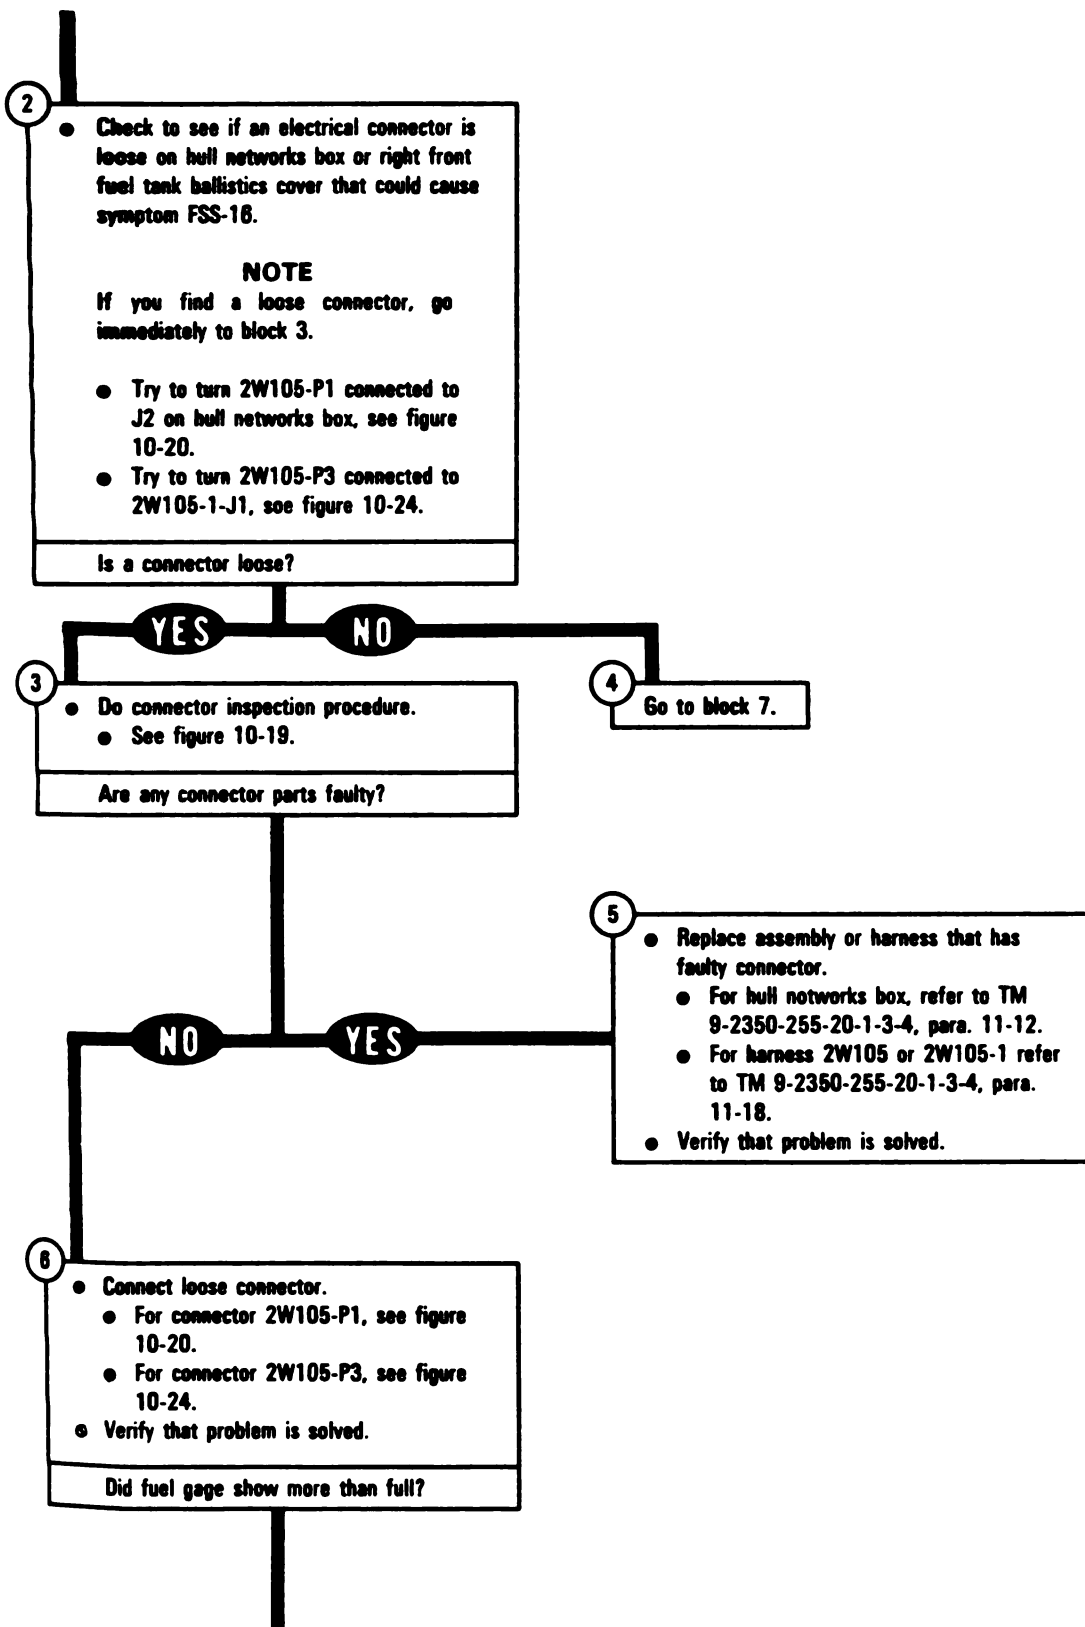 2
● Check to see if an electrical connector is
loose on hull networks box or right front
fuel tank ballistics cover that could cause
symptom FSS-16.
NOTE
If you find a loose connector, go
immediately to block 3.
● Try to turn 2W105-P1 connected to
J2 on hull networks box, see figure
10-20.
● Try to turn 2W105-P3 connected to
2W105-1-J1, see figure 10-24.
Is a connector loose?
YES NO
3
● Do connector inspection procedure.
● See figure 10-19.
Are any connector parts faulty?
4
Go to block 7.
NO YES
5
● Replace assembly or harness that has
faulty connector.
● For hull notworks box, refer to TM
9-2350-255-20-1-3-4, para. 11-12.
● For harness 2W105 or 2W105-1 refer
to TM 9-2350-255-20-1-3-4, para.
11-18.
● Verify that problem is solved.
6
● Connect loose connector.
● For connector 2W105-P1, see figure
10-20.
● For connector 2W105-P3, see figure
10-24.
● Verify that problem is solved.
Did fuel gage show more than full?